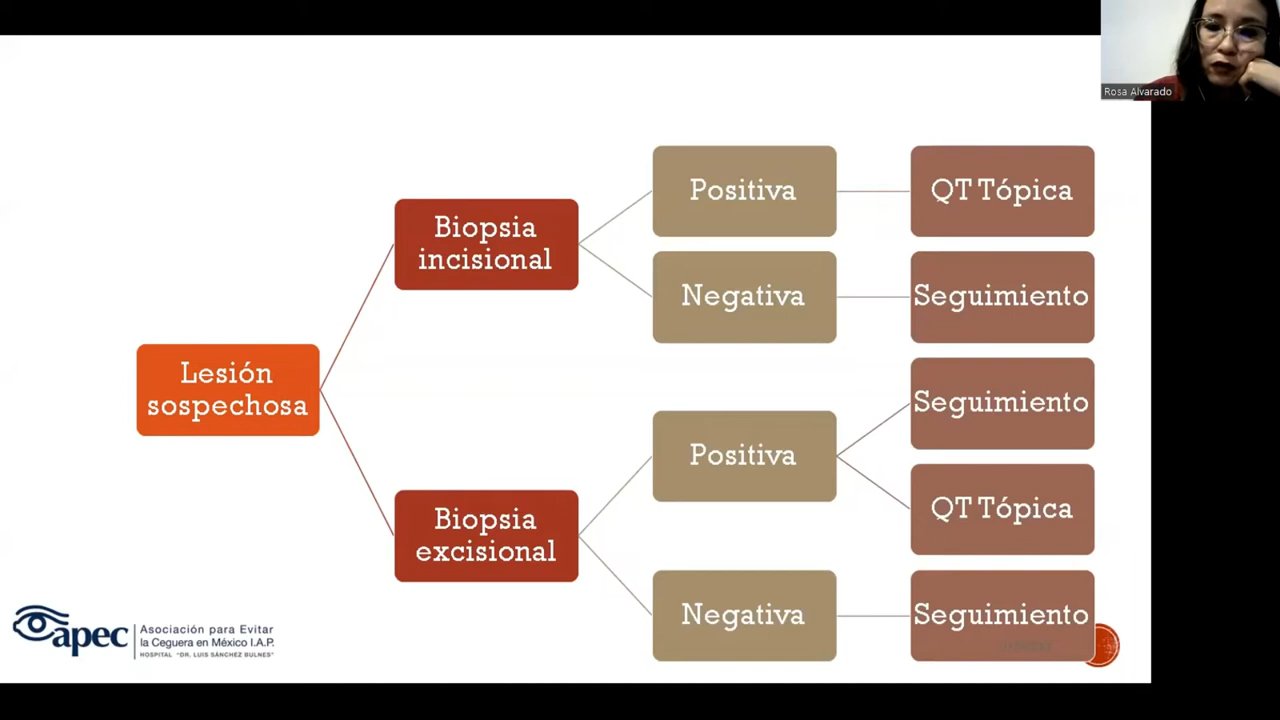 Rosa Alvarado
Positiva
QT Tópica
Biopsia
incisional
Negativa
Seguimiento
Lesión
sospechosa
Seguimiento
Positiva
QT Tópica
Biopsia
excisional
Negativa
Seguimiento
apec
Asociación para Evitar
la Ceguera en México I.A.P.
HOSPITAL "DR. LUIS SÁNCHEZ BULNES"